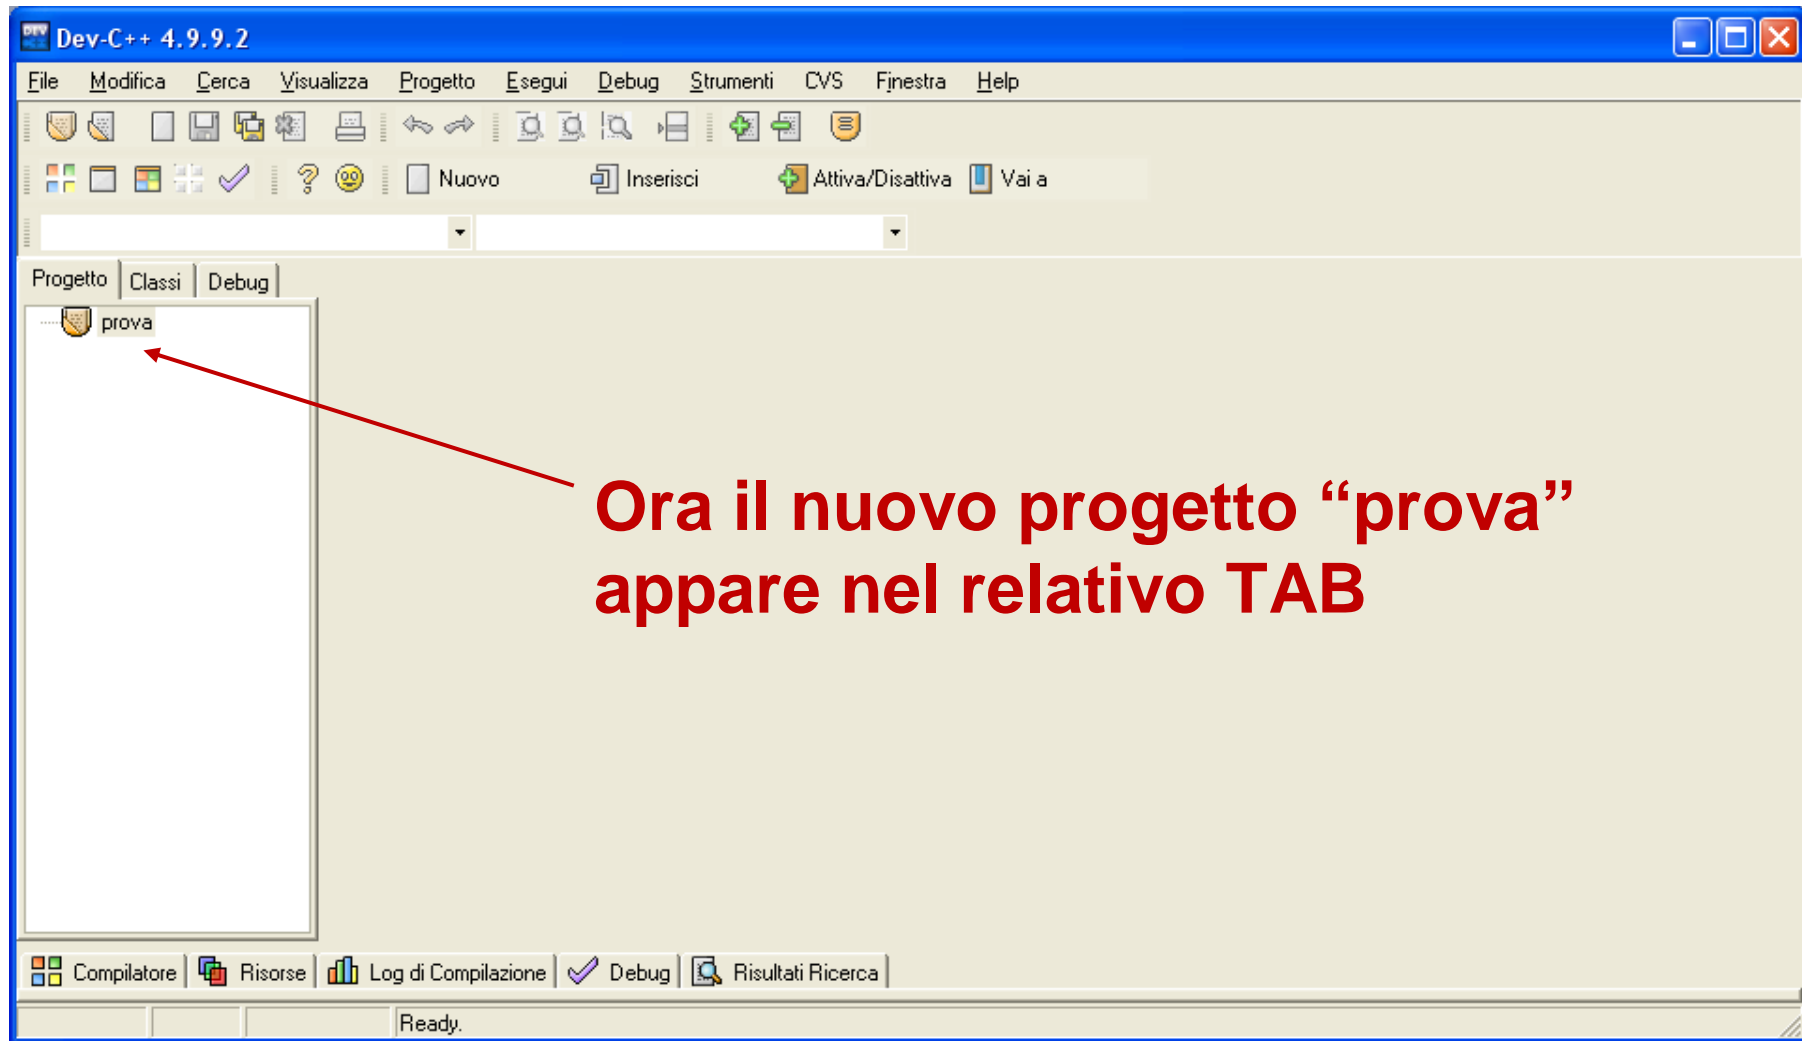 Dev-C++ 4.9.9.2
File Modifica Cerca Visualizza Progetto Esegui Debug Strumenti CVS Finestra Help
Nuovo Inserisci Attiva/Disattiva Vai a
Progetto Classi Debug
prova
Ora il nuovo progetto “prova”
appare nel relativo TAB
Compilatore Risorse Log di Compilazione Debug Risultati Ricerca
Ready.